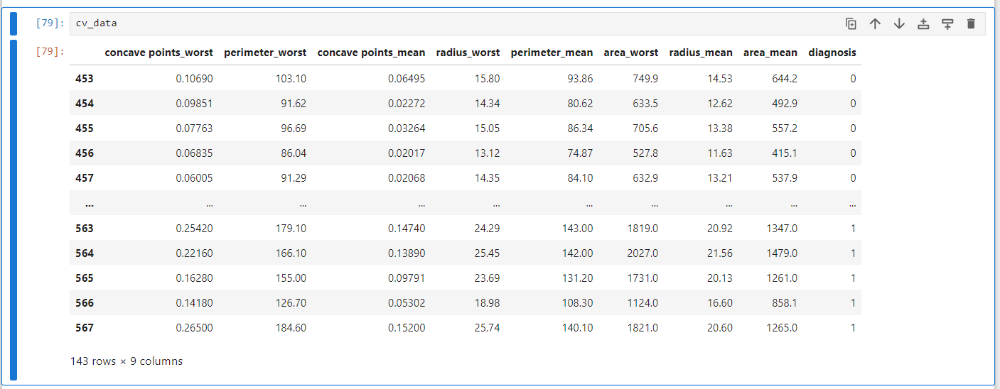 [79]: cv_data
[79]: concave points_worst perimeter_worst concave points_mean radius_worst perimeter_mean area_worst radius_mean area_mean diagnosis
453 0.10690 103.10 0.06495 15.80 93.86 749.9 14.53 644.2 0
454 0.09851 91.62 0.02272 14.34 80.62 633.5 12.62 492.9 0
455 0.07763 96.69 0.03264 15.05 86.34 705.6 13.38 557.2 0
456 0.06835 86.04 0.02017 13.12 74.87 527.8 11.63 415.1 0
457 0.06005 91.29 0.02068 14.35 84.10 632.9 13.21 537.9 0
... ... ... ... ... ... ... ... ... ...
563 0.25420 179.10 0.14740 24.29 143.00 1819.0 20.92 1347.0 1
564 0.22160 166.10 0.13890 25.45 142.00 2027.0 21.56 1479.0 1
565 0.16280 155.00 0.09791 23.69 131.20 1731.0 20.13 1261.0 1
566 0.14180 126.70 0.05302 18.98 108.30 1124.0 16.60 858.1 1
567 0.26500 184.60 0.15200 25.74 140.10 1821.0 20.60 1265.0 1
143 rows × 9 columns